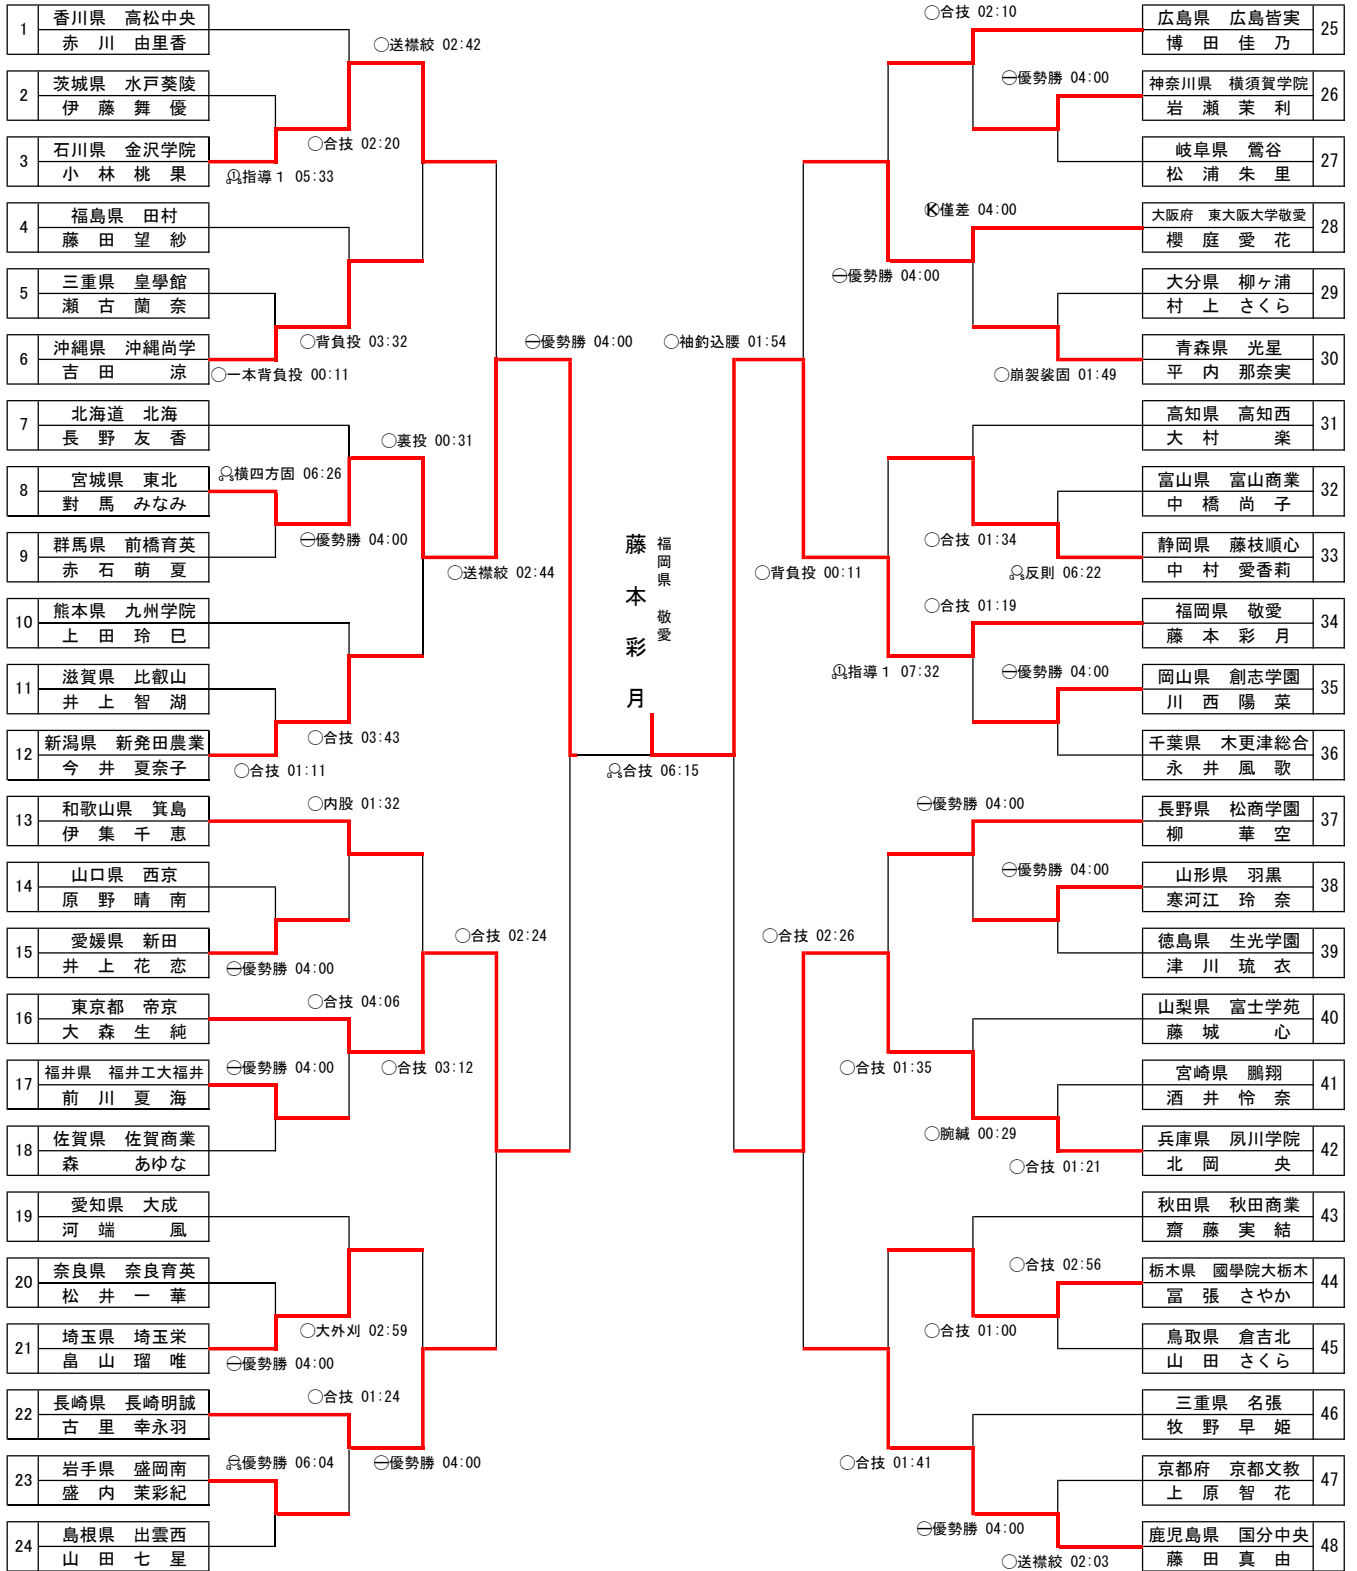 1
香川県　高松中央
赤　川　由里香
2
茨城県　水戸葵陵
伊　藤　舞　優
3
石川県　金沢学院
小　林　桃　果
4
福島県　田村
藤　田　望　紗
5
三重県　皇學館
瀬　古　蘭　奈
6
沖縄県　沖縄尚学
吉　田　　　涼
7
北海道　北海
長　野　友　香
8
宮城県　東北
對　馬　みなみ
9
群馬県　前橋育英
赤　石　萌　夏
10
熊本県　九州学院
上　田　玲　巳
11
滋賀県　比叡山
井　上　智　湖
12
新潟県　新発田農業
今　井　夏奈子
13
和歌山県　箕島
伊　集　千　恵
14
山口県　西京
原　野　晴　南
15
愛媛県　新田
井　上　花　恋
16
東京都　帝京
大　森　生　純
17
福井県　福井工大福井
前　川　夏　海
18
佐賀県　佐賀商業
森　　　あゆな
19
愛知県　大成
河　端　　　風
20
奈良県　奈良育英
松　井　一　華
21
埼玉県　埼玉栄
畠　山　瑠　唯
22
長崎県　長崎明誠
古　里　幸永羽
23
岩手県　盛岡南
盛　内　茉彩紀
24
島根県　出雲西
山　田　七　星
○送襟絞 02:42
○合技 02:20
①指導１ 05:33
○背負投 03:32
○一本背負投 00:11
○裏投 00:31
横四方固 06:26
㊀優勢勝 04:00
○送襟絞 02:44
○合技 03:43
○合技 01:11
㊀優勢勝 04:00
○内股 01:32
○合技 02:24
㊀優勢勝 04:00
○合技 04:06
㊀優勢勝 04:00
○合技 03:12
○大外刈 02:59
㊀優勢勝 04:00
○合技 01:24
優勢勝 06:04
㊀優勢勝 04:00
福岡県　敬愛
藤　本　彩　月
合技 06:15
○合技 02:10
㊀優勢勝 04:00
Ⓚ僅差 04:00
㊀優勢勝 04:00
○袖釣込腰 01:54
○崩袈裟固 01:49
○合技 01:34
反則 06:22
○背負投 00:11
○合技 01:19
①指導１ 07:32
㊀優勢勝 04:00
㊀優勢勝 04:00
㊀優勢勝 04:00
○合技 02:26
○合技 01:35
○腕緘 00:29
○合技 01:21
○合技 02:56
○合技 01:00
○合技 01:41
㊀優勢勝 04:00
○送襟絞 02:03
広島県　広島皆実
博　田　佳　乃
25
神奈川県　横須賀学院
岩　瀬　茉　利
26
岐阜県　鶯谷
松　浦　朱　里
27
大阪府　東大阪大学敬愛
櫻　庭　愛　花
28
大分県　柳ヶ浦
村　上　さくら
29
青森県　光星
平　内　那奈実
30
高知県　高知西
大　村　　　楽
31
富山県　富山商業
中　橋　尚　子
32
静岡県　藤枝順心
中　村　愛香莉
33
福岡県　敬愛
藤　本　彩　月
34
岡山県　創志学園
川　西　陽　菜
35
千葉県　木更津総合
永　井　風　歌
36
長野県　松商学園
柳　　　華　空
37
山形県　羽黒
寒河江　玲　奈
38
徳島県　生光学園
津　川　琉　衣
39
山梨県　富士学苑
藤　城　　　心
40
宮崎県　鵬翔
酒　井　怜　奈
41
兵庫県　夙川学院
北　岡　　　央
42
秋田県　秋田商業
齋　藤　実　結
43
栃木県　國學院大栃木
冨　張　さやか
44
鳥取県　倉吉北
山　田　さくら
45
三重県　名張
牧　野　早　姫
46
京都府　京都文教
上　原　智　花
47
鹿児島県　国分中央
藤　田　真　由
48